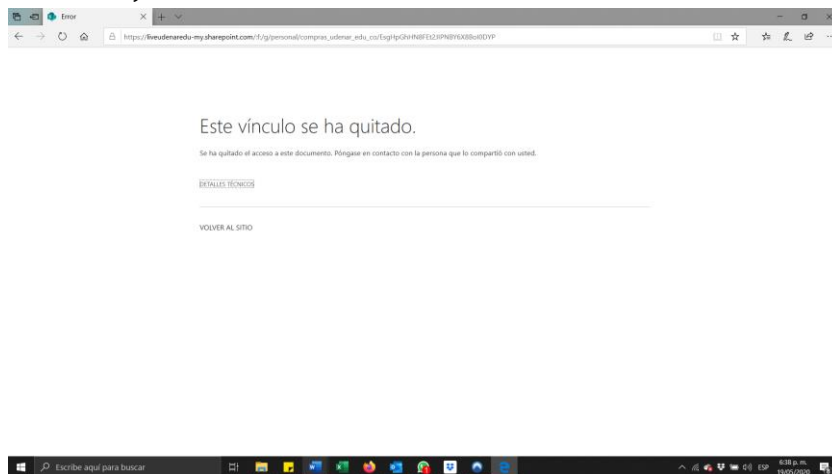 Error
https://liveudenaredu-my.sharepoint.com/:f:/g/personal/compras_udenar_edu_co/
Este vínculo se ha quitado.
Se ha quitado el acceso a este documento. Póngase en contacto con la persona que lo compartió con usted.
DETALLES TÉCNICOS
VOLVER AL SITIO
Escribe aquí para buscar
ESP
6:38 p. m.
19/05/2020